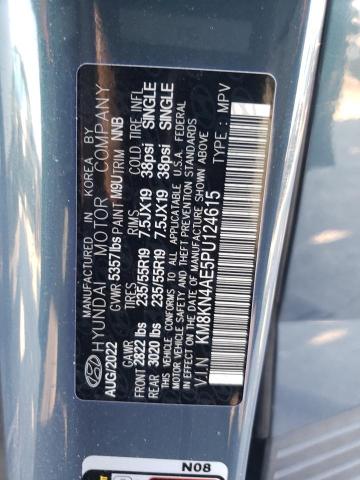 HYUNDAI MOTOR COMPANY
MADE IN KOREA BY
AUG/2022 GVWR 5357lbs PAINT M9U TRIM NNB
GAWR TIRES RIMS COLD TIRE INFL
FRONT 2822 lbs 235/55R19 7.5JX19 38psi SINGLE
REAR 3020 lbs 235/55R19 7.5JX19 38psi SINGLE
THIS VEHICLE CONFORMS TO ALL APPLICABLE U.S.A. FEDERAL
MOTOR VEHICLE SAFETY AND THEFT PREVENTION STANDARDS
IN EFFECT ON THE DATE OF MANUFACTURE SHOWN ABOVE.
V.I.N KM8KN4AE5PU124615
TYPE : MPV
N08